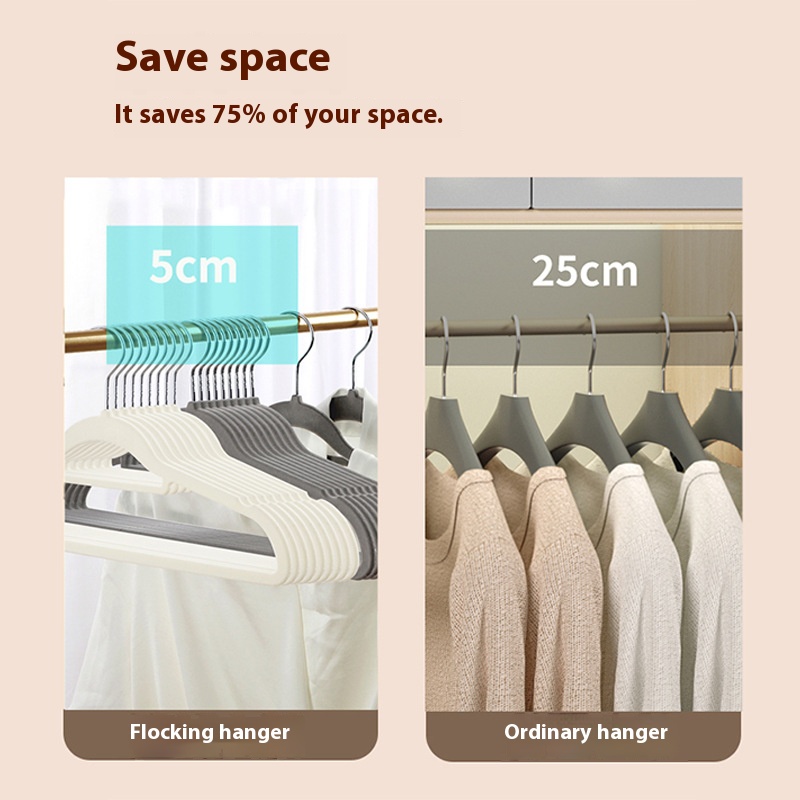 Save space
It saves 75% of your space.
5cm
25cm
Flocking hanger
Ordinary hanger